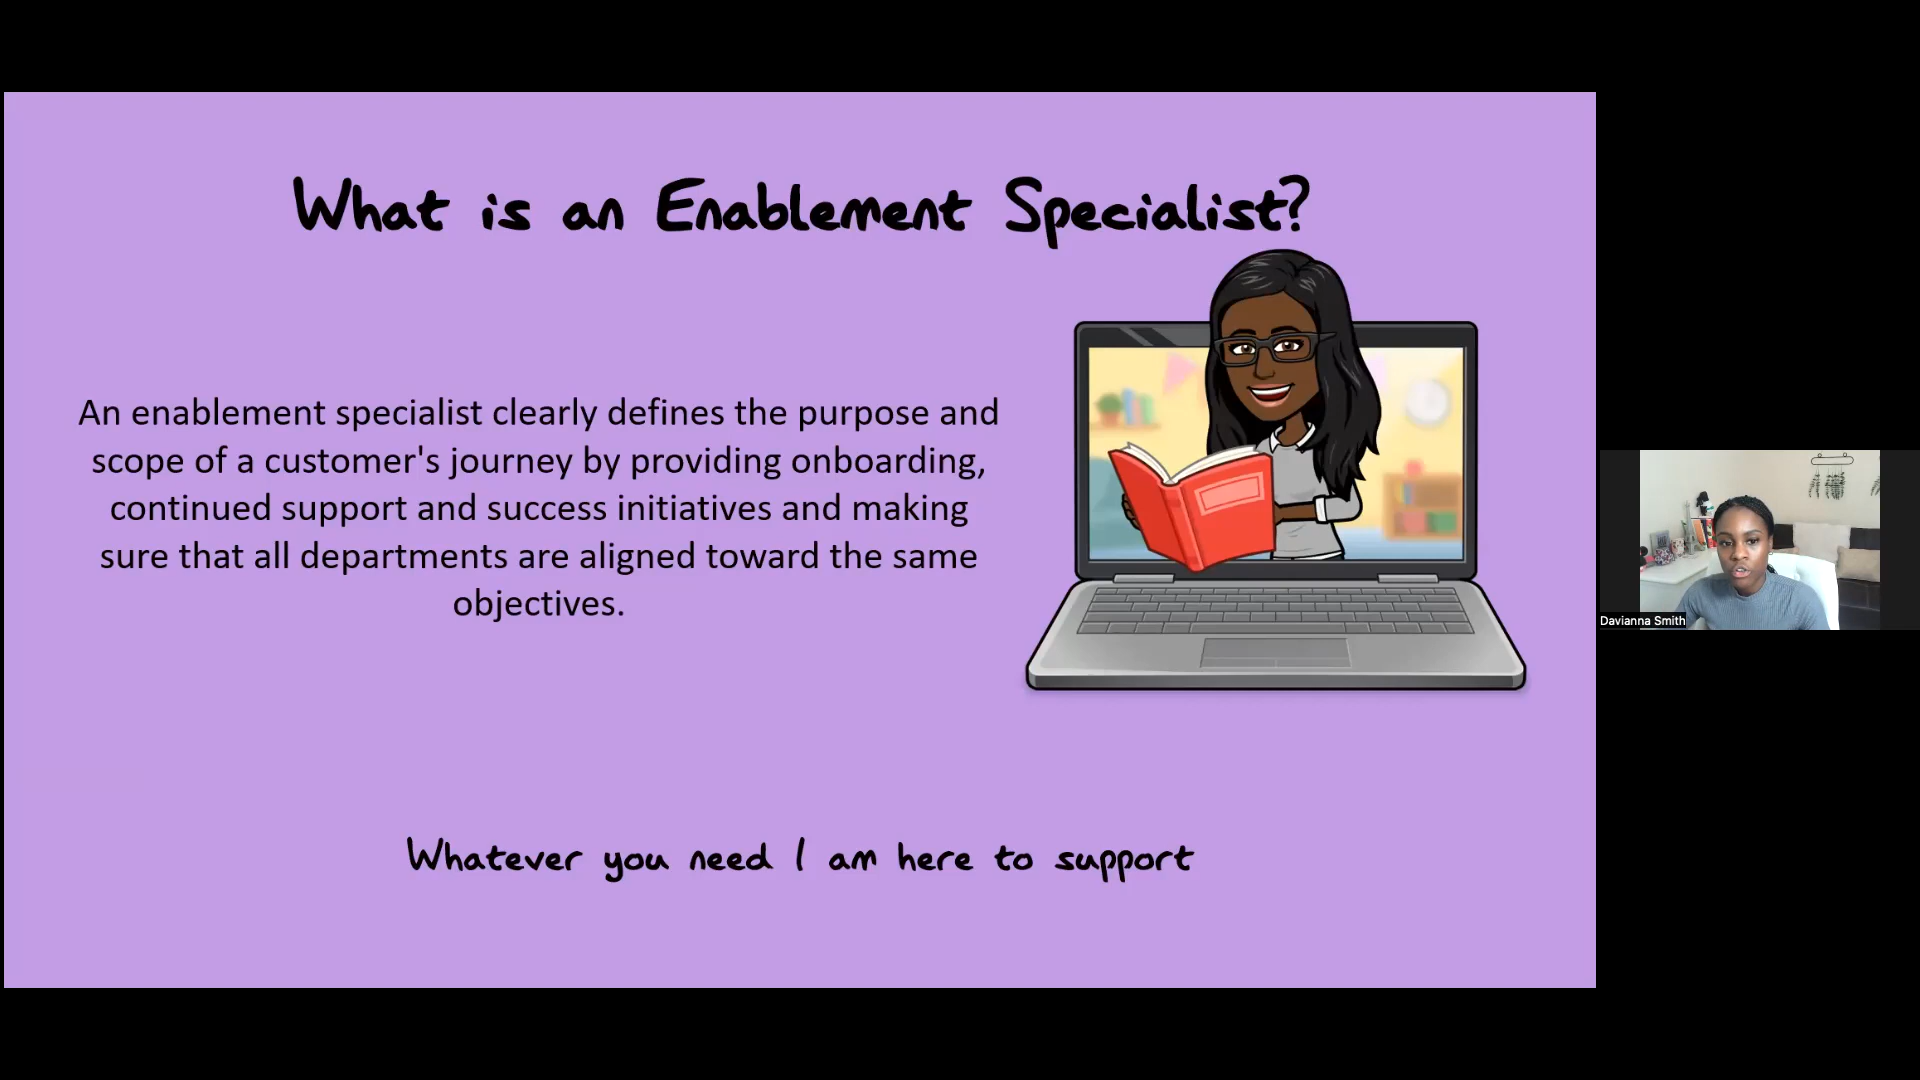 What is an Enablement Specialist?
An enablement specialist clearly defines the purpose and
scope of a customer's journey by providing onboarding,
continued support and success initiatives and making
sure that all departments are aligned toward the same
objectives.
Whatever you need I am here to support
Davianna Smith